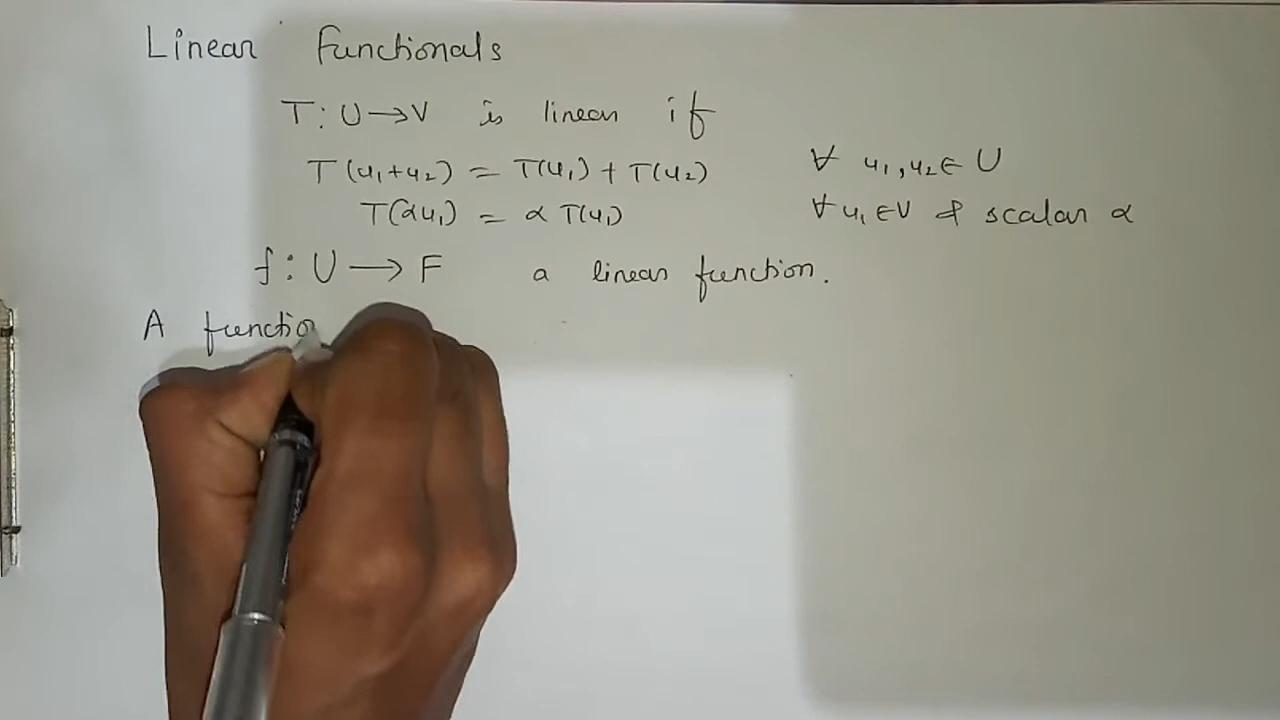 Linear Functionals
T: U → V is linear if
T(u₁+u₂) = T(u₁) + T(u₂) ∀ u₁, u₂ ∈ U
T(αu₁) = α T(u₁) ∀ u₁ ∈ U & scalar α
f: U → F a linear function.
A functio